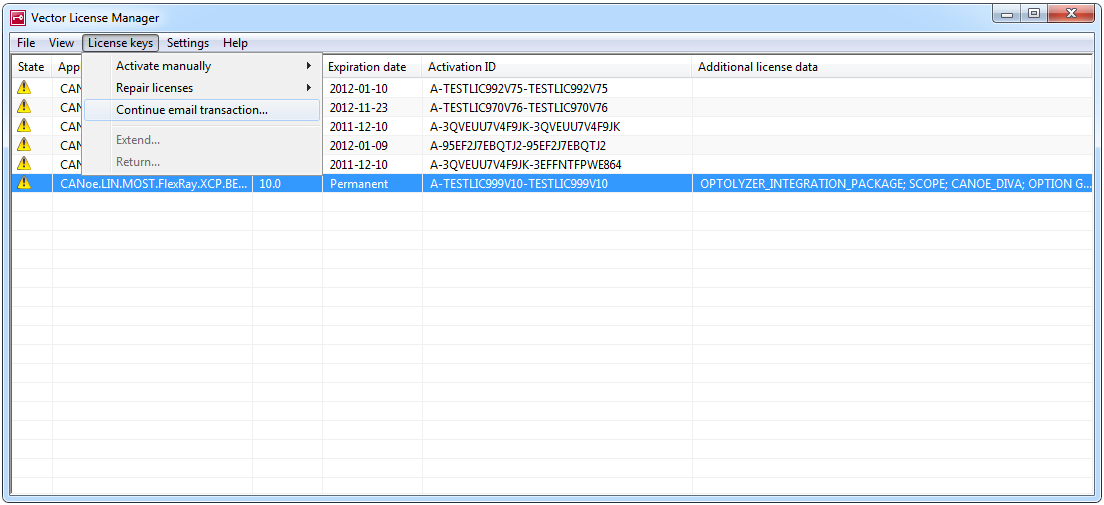 Vector License Manager
File View License keys Settings Help
State App Expiration date Activation ID Additional license data
Activate manually
Repair licenses
Continue email transaction...
Extend...
Return...
CAN 2012-01-10 A-TESTLIC992V75-TESTLIC992V75
CAN 2012-11-23 A-TESTLIC970V76-TESTLIC970V76
CAN 2011-12-10 A-3QVEUU7V4F9JK-3QVEUU7V4F9JK
CAN 2012-01-09 A-95EF2J7EBQTJ2-95EF2J7EBQTJ2
CAN 2011-12-10 A-3QVEUU7V4F9JK-3EFFNTFPWE864
CANoe.LIN.MOST.FlexRay.XCP.BE... 10.0 Permanent A-TESTLIC999V10-TESTLIC999V10 OPTOLYZER_INTEGRATION_PACKAGE; SCOPE; CANOE_DIVA; OPTION G...